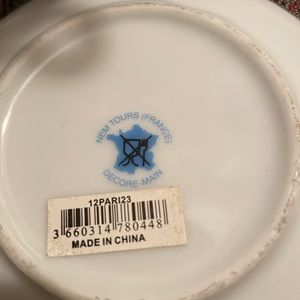 NEM TOURS (FRANCE)
DECORE-MAIN
12PARI23
3 660314 780448
MADE IN CHINA